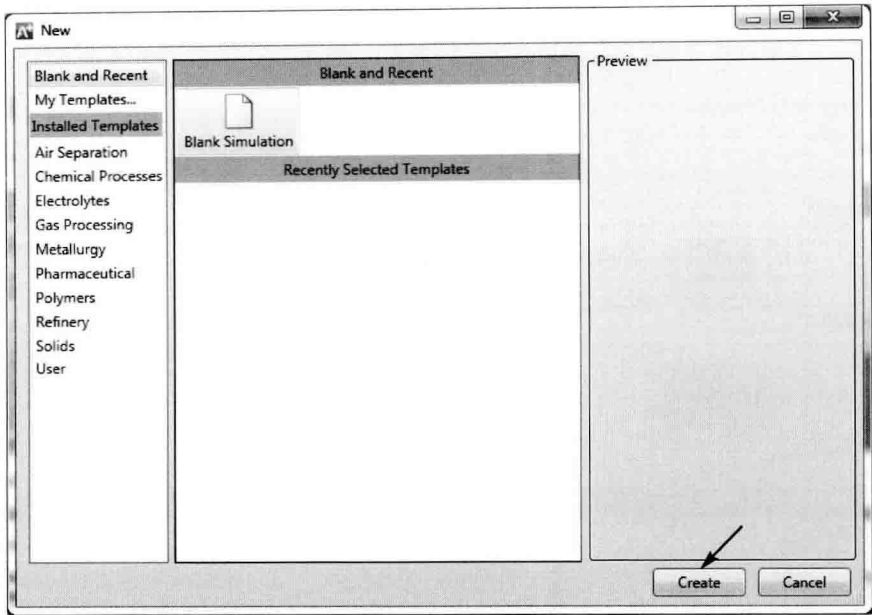 New
Blank and Recent
My Templates...
Installed Templates
Air Separation
Chemical Processes
Electrolytes
Gas Processing
Metallurgy
Pharmaceutical
Polymers
Refinery
Solids
User
Blank and Recent
Blank Simulation
Recently Selected Templates
Preview
Create
Cancel